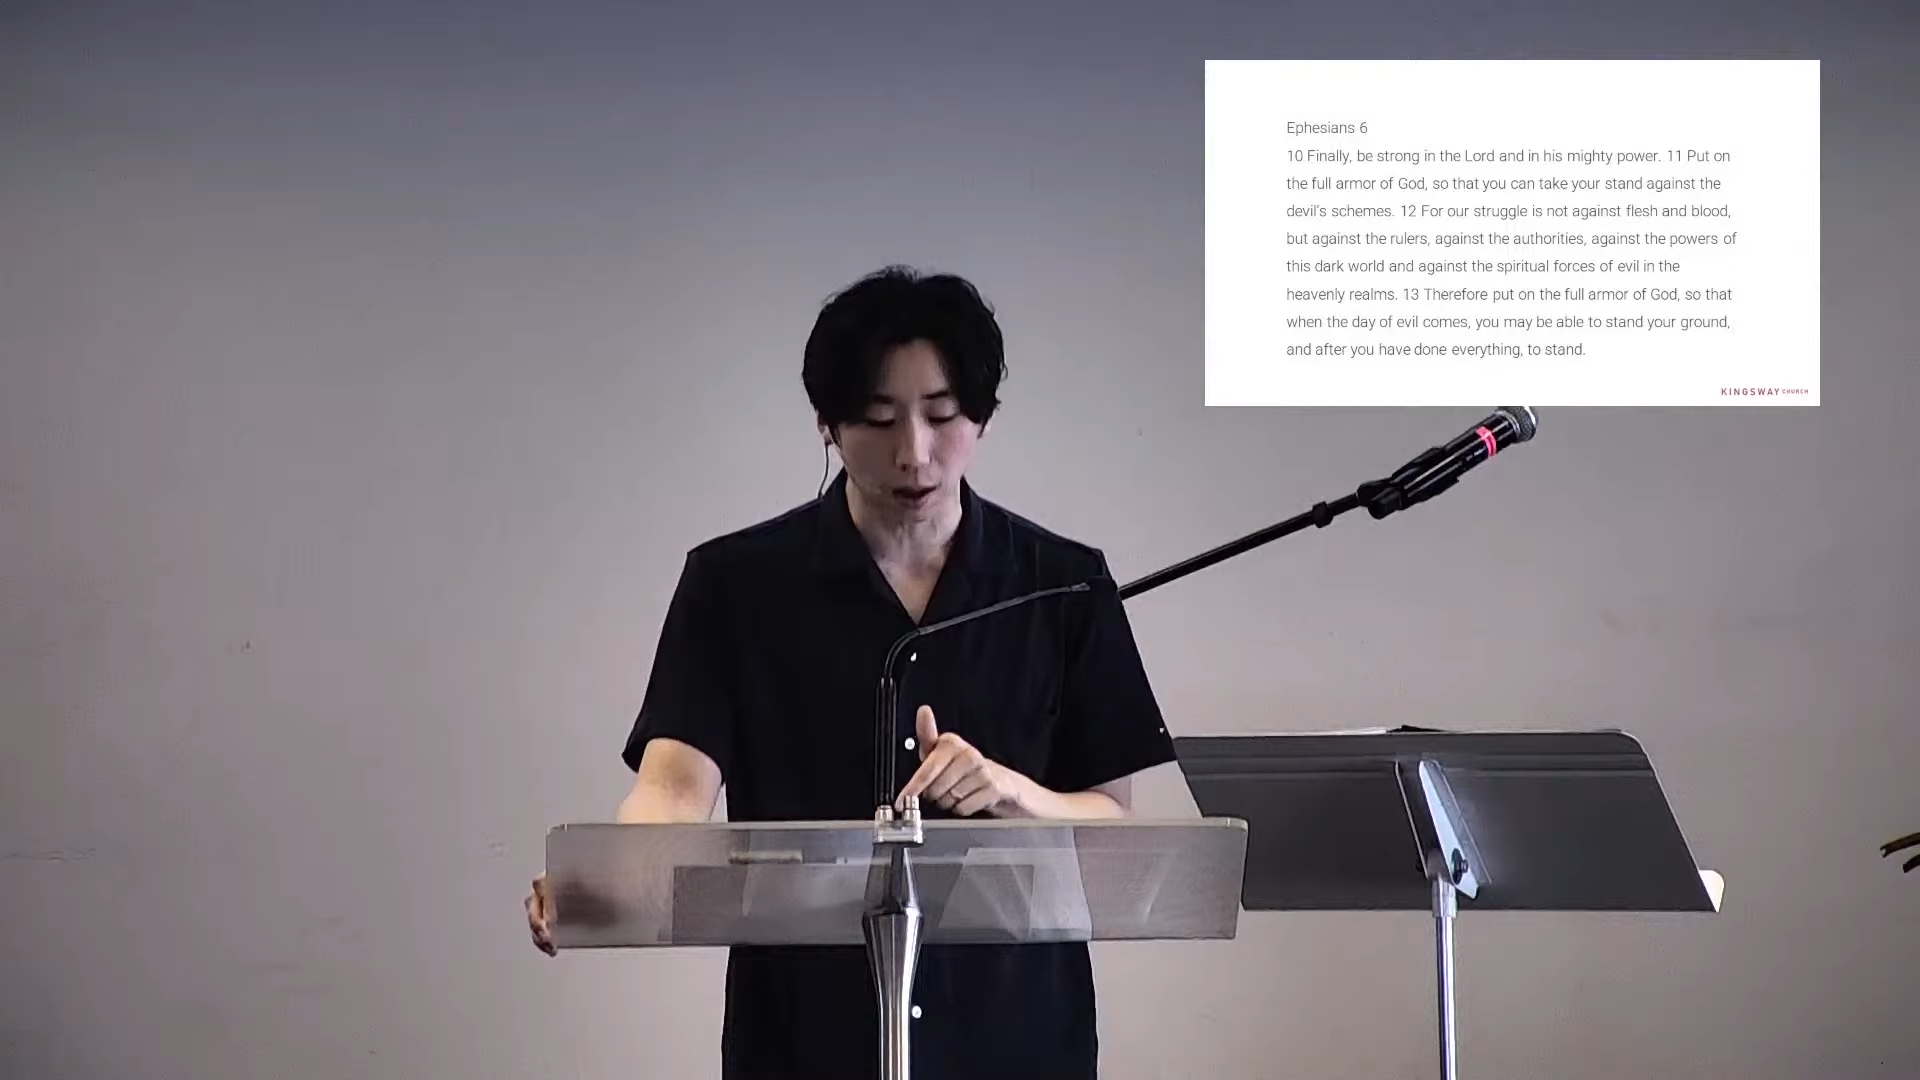 Ephesians 6
10 Finally, be strong in the Lord and in his mighty power. 11 Put on
the full armor of God, so that you can take your stand against the
devil's schemes. 12 For our struggle is not against flesh and blood,
but against the rulers, against the authorities, against the powers of
this dark world and against the spiritual forces of evil in the
heavenly realms. 13 Therefore put on the full armor of God, so that
when the day of evil comes, you may be able to stand your ground,
and after you have done everything, to stand.
KINGSWAY CHURCH